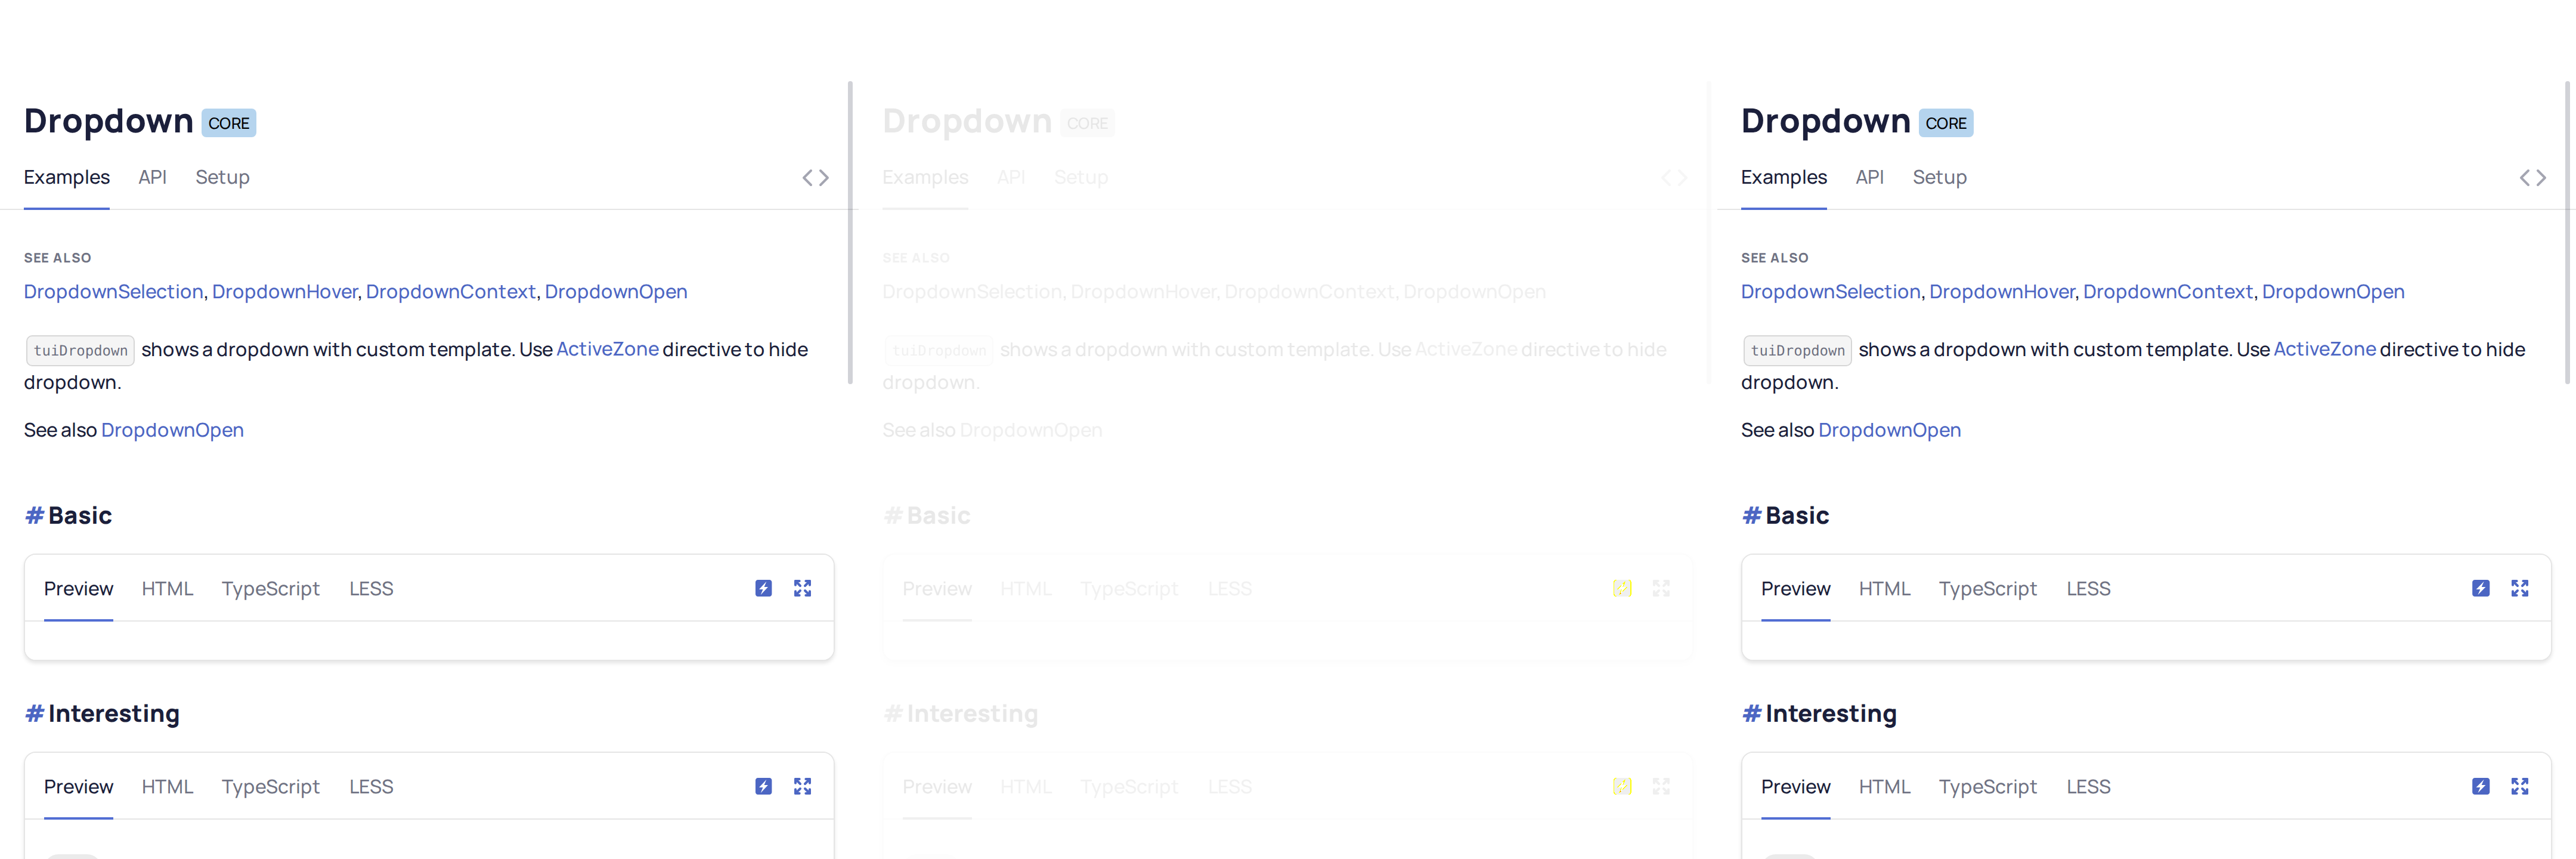 Dropdown CORE
Examples API Setup
SEE ALSO
DropdownSelection, DropdownHover, DropdownContext, DropdownOpen
tuiDropdown shows a dropdown with custom template. Use ActiveZone directive to hide
dropdown.
See also DropdownOpen
# Basic
Preview HTML TypeScript LESS
# Interesting
Preview HTML TypeScript LESS
Dropdown CORE
Examples API Setup
SEE ALSO
DropdownSelection, DropdownHover, DropdownContext, DropdownOpen
tuiDropdown shows a dropdown with custom template. Use ActiveZone directive to hide
dropdown.
See also DropdownOpen
# Basic
Preview HTML TypeScript LESS
# Interesting
Preview HTML TypeScript LESS
Dropdown CORE
Examples API Setup
SEE ALSO
DropdownSelection, DropdownHover, DropdownContext, DropdownOpen
tuiDropdown shows a dropdown with custom template. Use ActiveZone directive to hide
dropdown.
See also DropdownOpen
# Basic
Preview HTML TypeScript LESS
# Interesting
Preview HTML TypeScript LESS